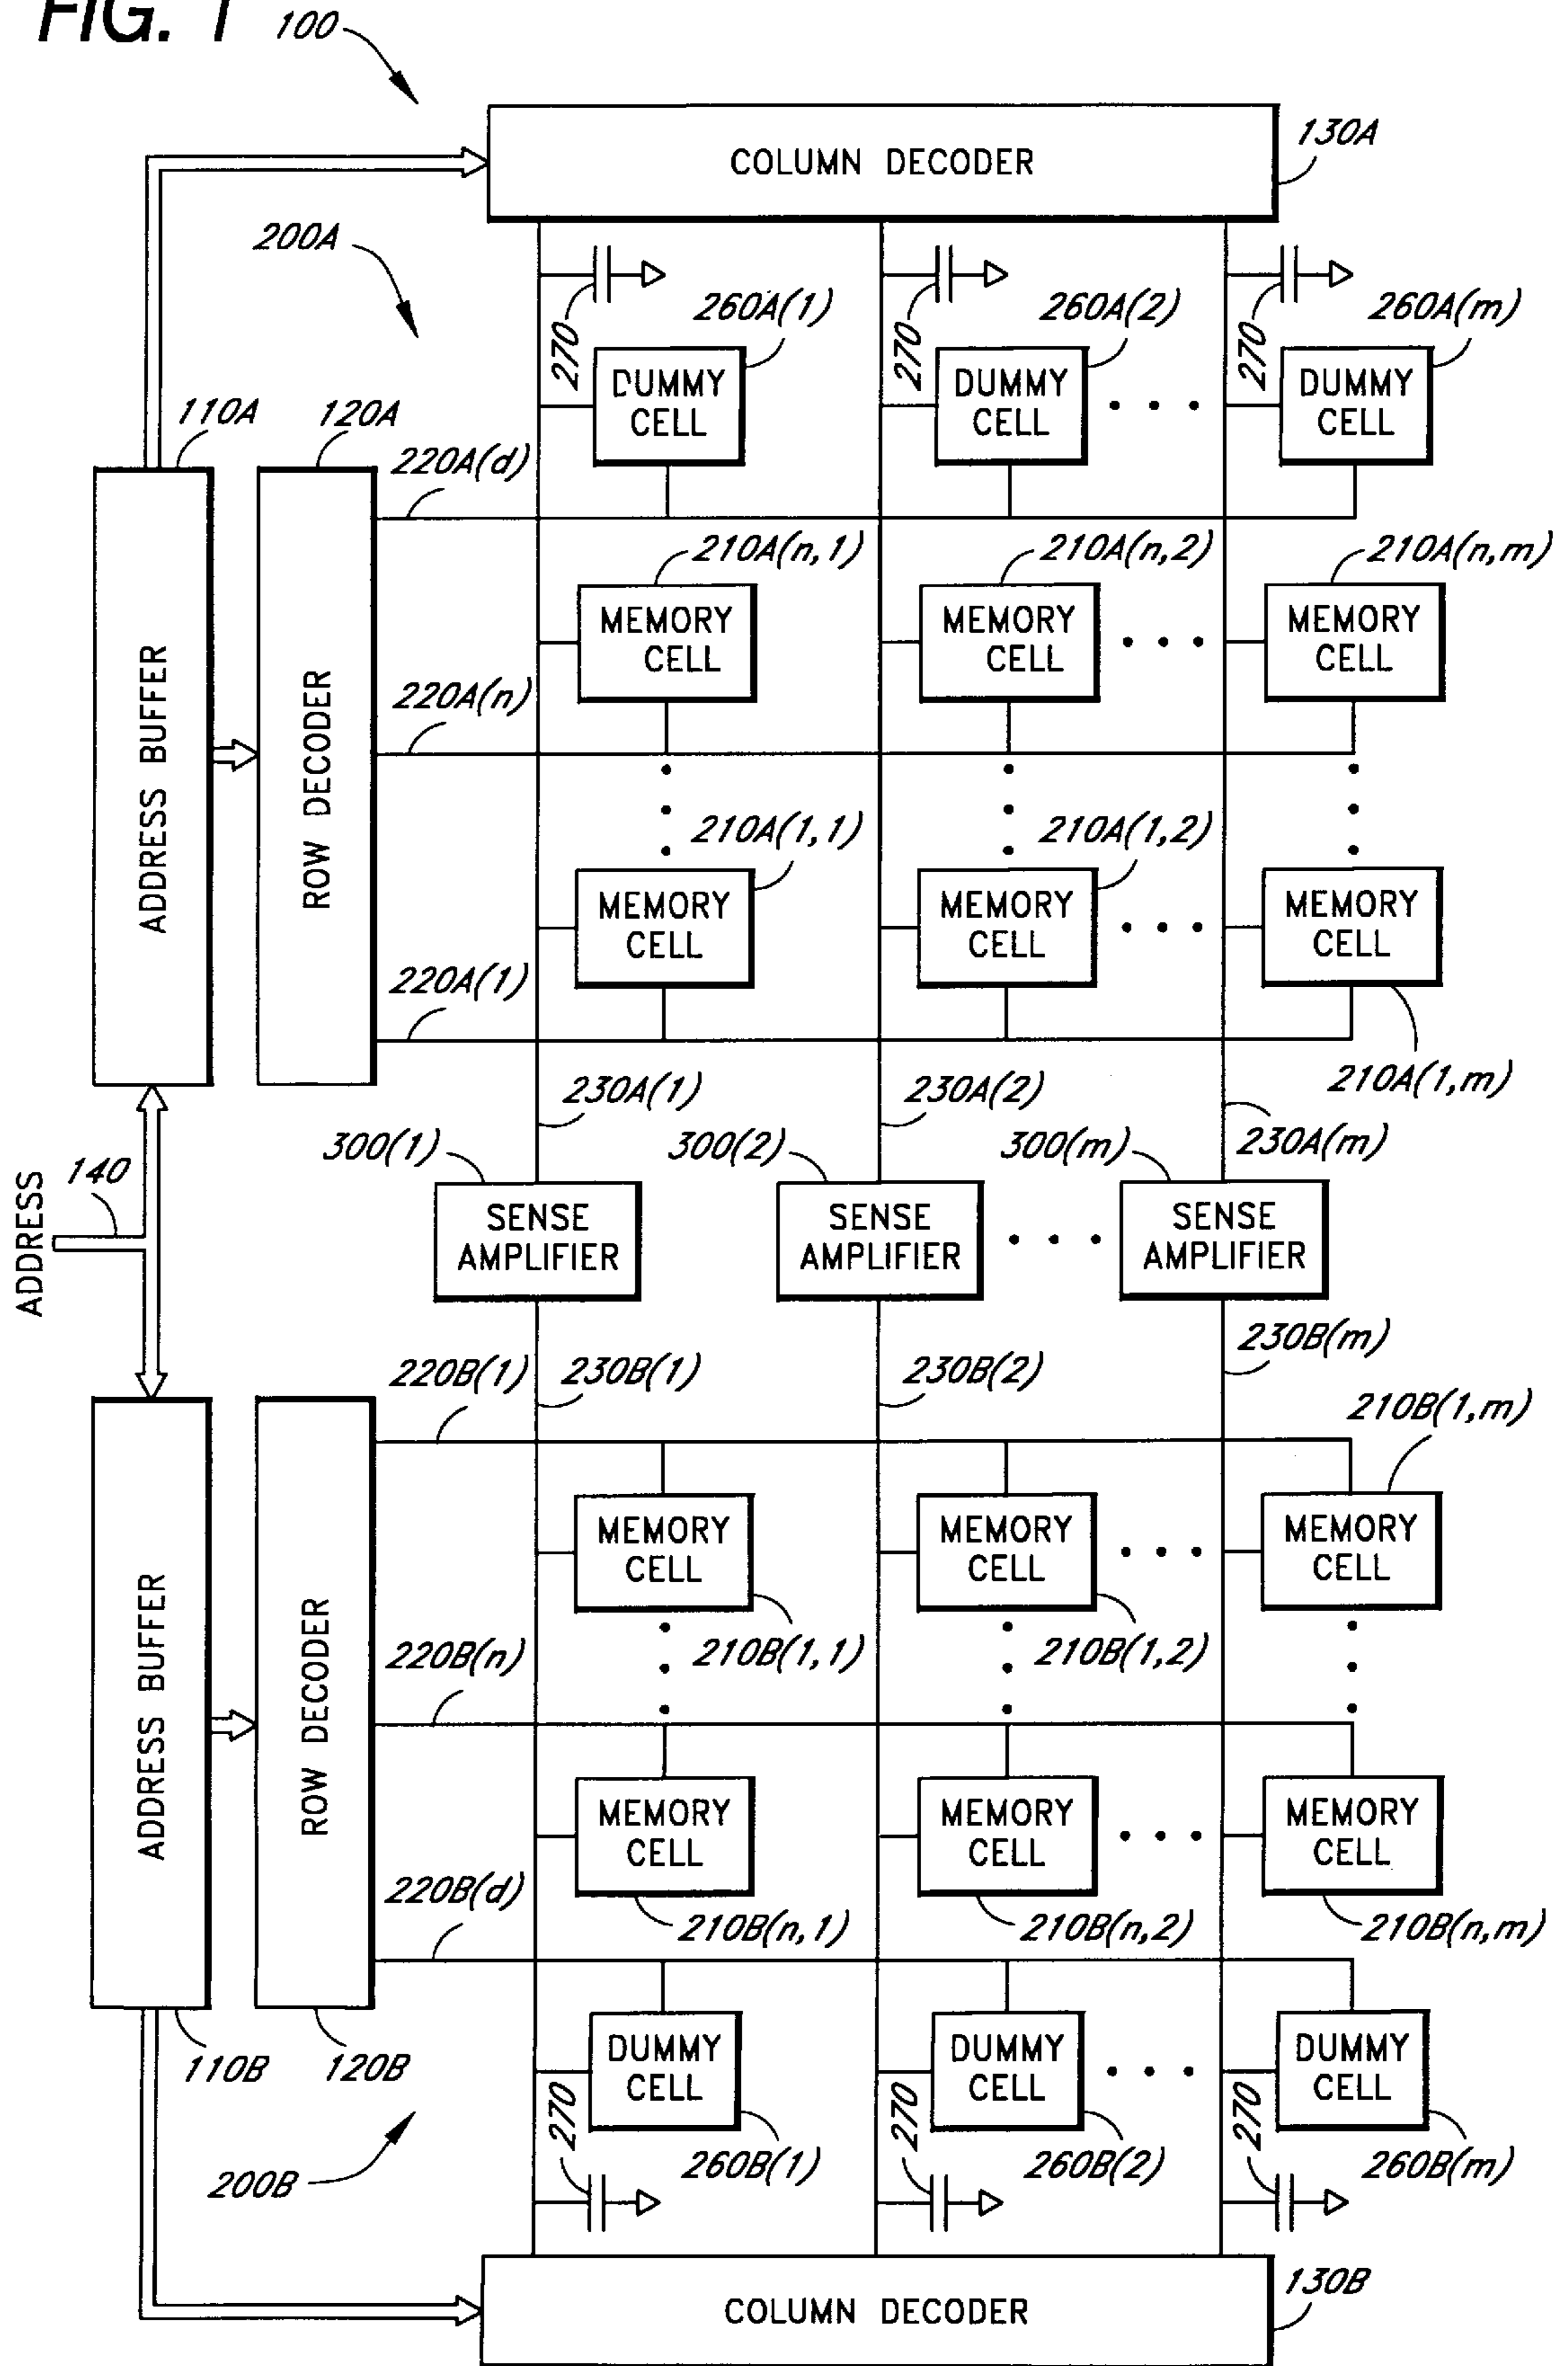 FIG. 1
100
COLUMN DECODER
130A
200A
270
270
270
260A(1)
260A(2)
260A(m)
DUMMY
CELL
DUMMY
CELL
DUMMY
CELL
110A
120A
220A(d)
210A(n,1)
210A(n,2)
210A(n,m)
MEMORY
CELL
MEMORY
CELL
MEMORY
CELL
ADDRESS BUFFER
ROW DECODER
220A(n)
210A(1,1)
210A(1,2)
MEMORY
CELL
MEMORY
CELL
MEMORY
CELL
220A(1)
210A(1,m)
230A(1)
230A(2)
230A(m)
300(1)
300(2)
300(m)
ADDRESS
140
SENSE
AMPLIFIER
SENSE
AMPLIFIER
SENSE
AMPLIFIER
220B(1)
230B(1)
230B(2)
230B(m)
210B(1,m)
MEMORY
CELL
MEMORY
CELL
MEMORY
CELL
ADDRESS BUFFER
ROW DECODER
220B(n)
210B(1,1)
210B(1,2)
MEMORY
CELL
MEMORY
CELL
MEMORY
CELL
220B(d)
210B(n,1)
210B(n,2)
210B(n,m)
110B
120B
DUMMY
CELL
DUMMY
CELL
DUMMY
CELL
270
270
270
200B
260B(1)
260B(2)
260B(m)
COLUMN DECODER
130B